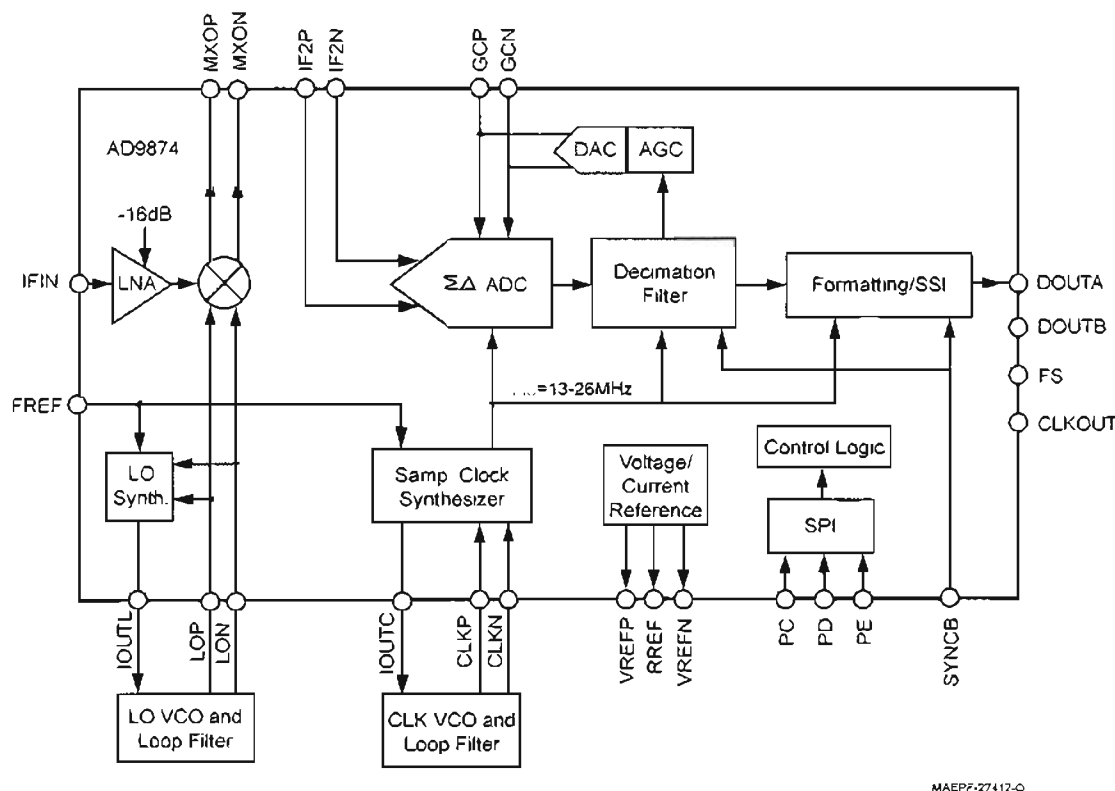 MXOP
MXON
IF2P
IF2N
GCP
GCN
AD9874
DAC
AGC
-16dB
IFIN
LNA
ΣΔ ADC
Decimation
Filter
Formatting/SSI
DOUTA
DOUTB
FS
CLKOUT
=13-26MHz
FREF
LO
Synth.
Samp. Clock
Synthesizer
Voltage/
Current
Reference
Control Logic
SPI
IOUTL
LOP
LON
IOUTC
CLKP
CLKN
VREFP
RREF
VREFN
PC
PD
PE
SYNCB
LO VCO and
Loop Filter
CLK VCO and
Loop Filter
MAEPF-27412-O